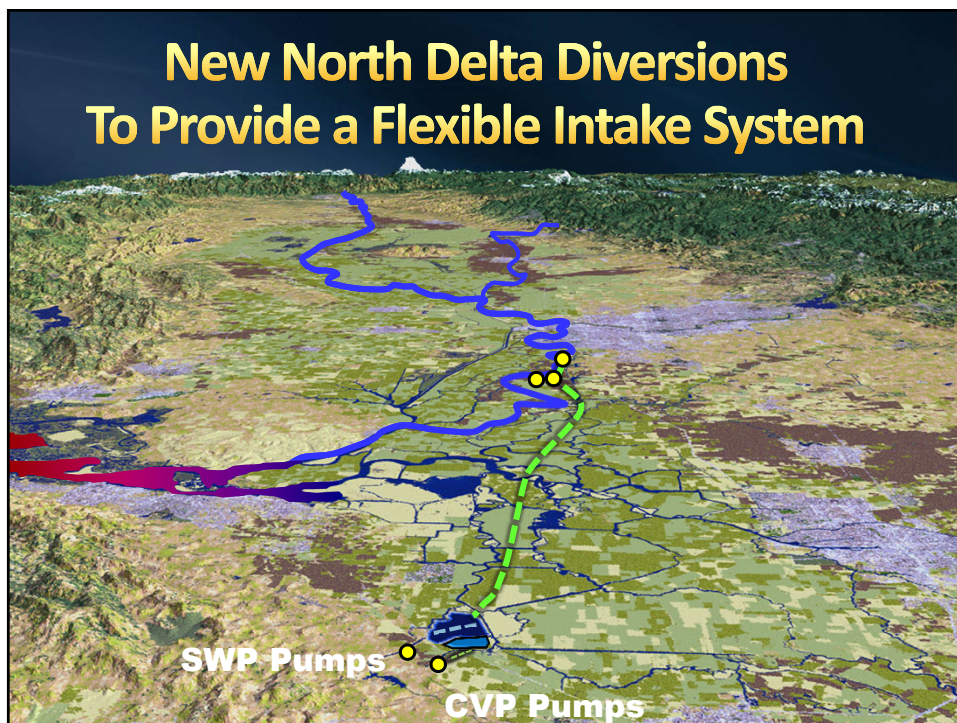 New North Delta Diversions
To Provide a Flexible Intake System
SWP Pumps
CVP Pumps